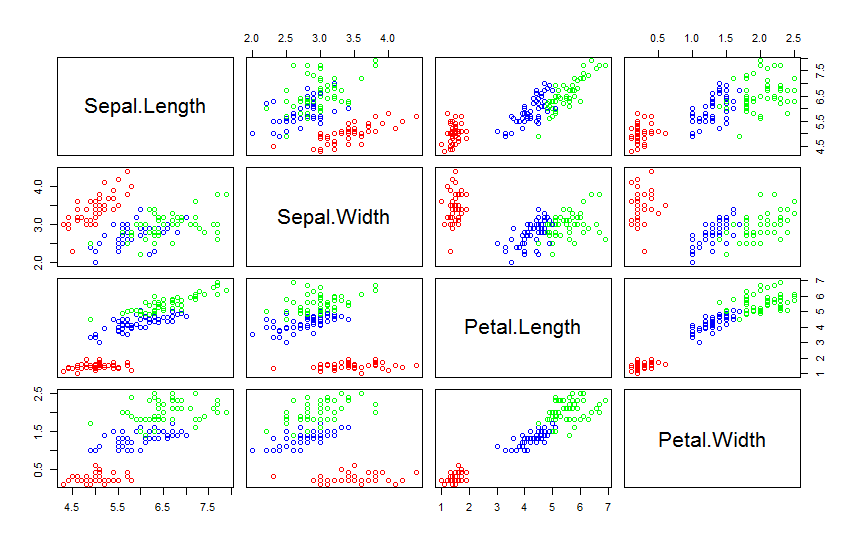 2.0 2.5 3.0 3.5 4.0
0.5 1.0 1.5 2.0 2.5
Sepal.Length
4.5 5.5 6.5 7.5
2.0 3.0 4.0
Sepal.Width
Petal.Length
1 2 3 4 5 6 7
0.5 1.5 2.5
Petal.Width
4.5 5.5 6.5 7.5
1 2 3 4 5 6 7